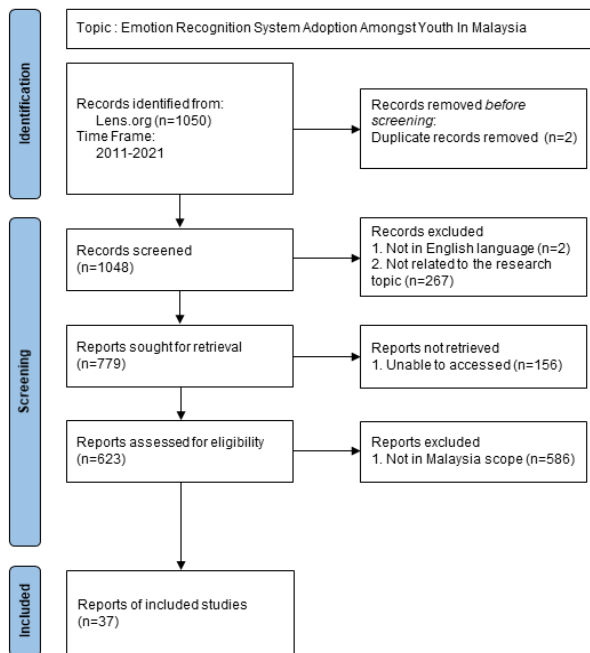 Topic : Emotion Recognition System Adoption Amongst Youth In Malaysia
Identification
Records identified from:
Lens.org (n=1050)
Time Frame:
2011-2021
Records removed before
screening:
Duplicate records removed (n=2)
Screening
Records screened
(n=1048)
Records excluded
1. Not in English language (n=2)
2. Not related to the research
topic (n=267)
Reports sought for retrieval
(n=779)
Reports not retrieved
1. Unable to accessed (n=156)
Reports assessed for eligibility
(n=623)
Reports excluded
1. Not in Malaysia scope (n=586)
Included
Reports of included studies
(n=37)